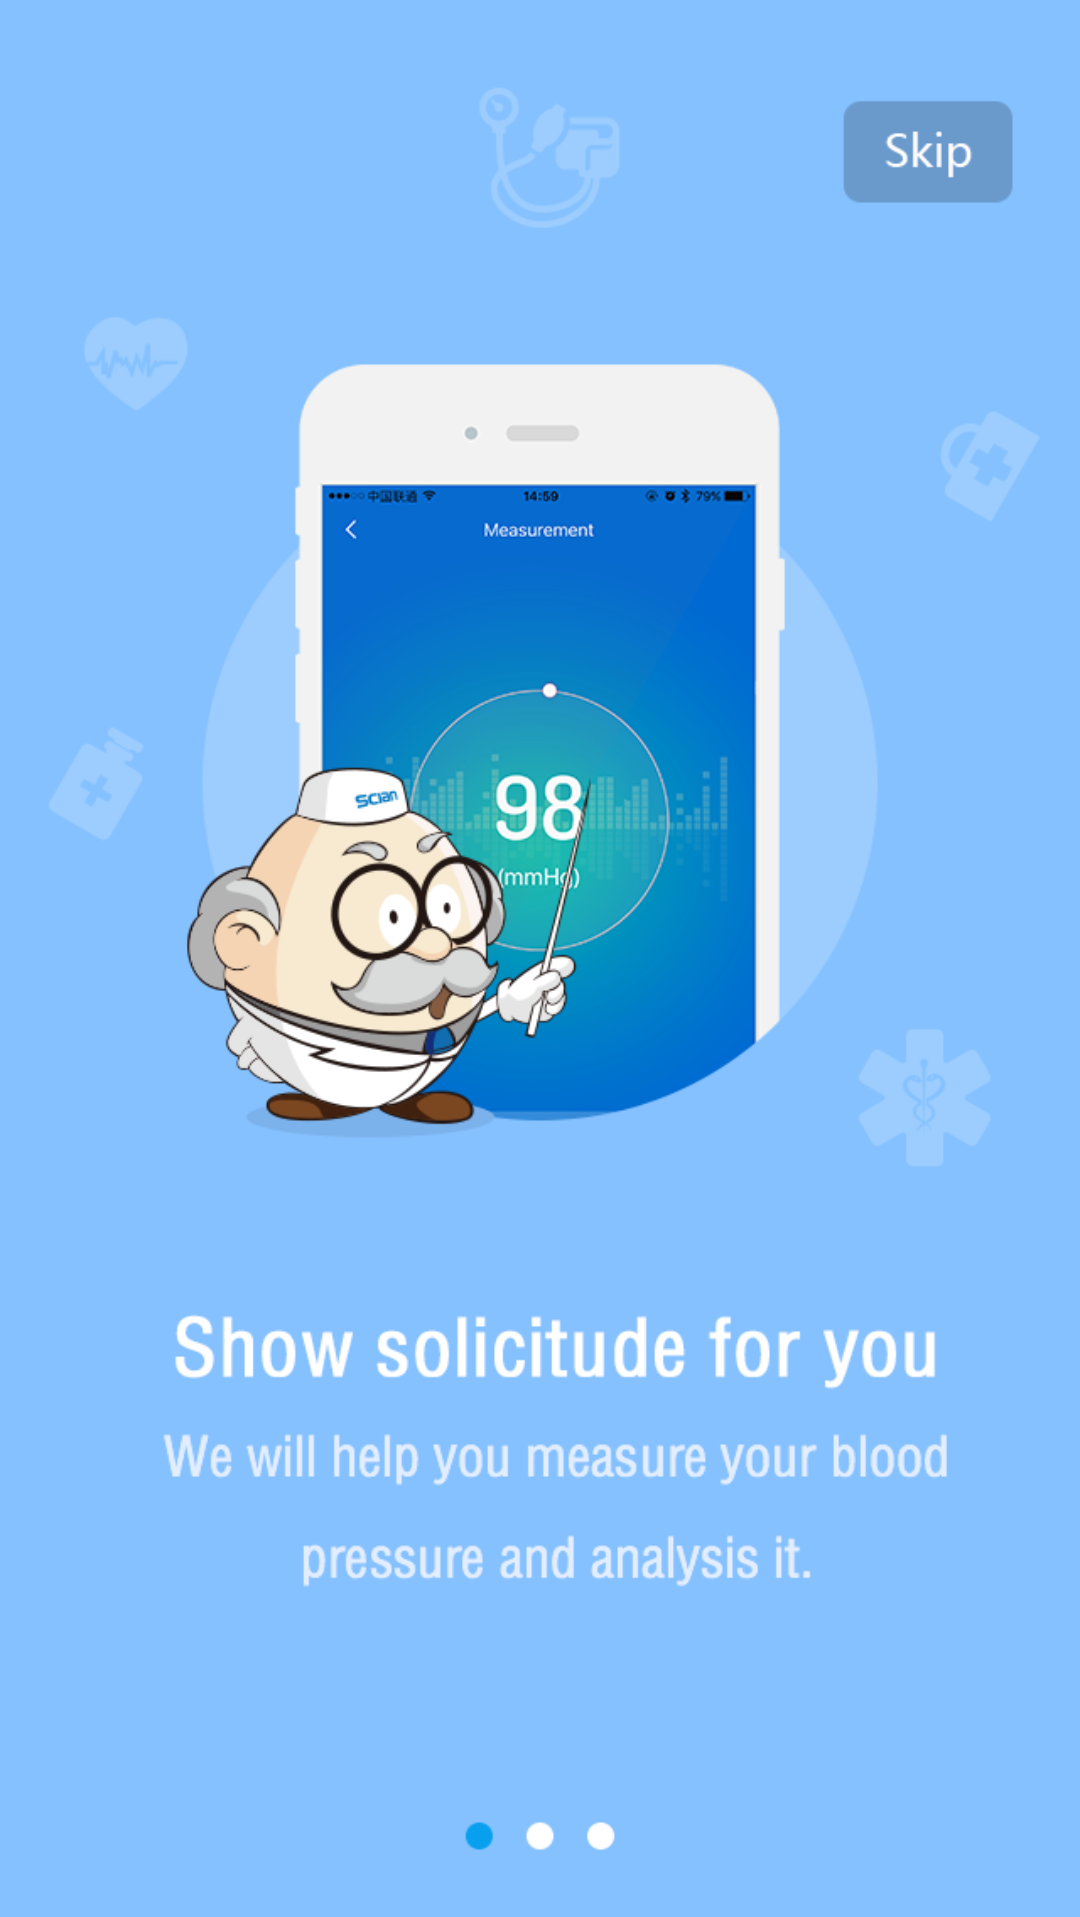 Skip
中国联通 14:59 79%
Measurement
98
(mmHg)
scian
Show solicitude for you
We will help you measure your blood
pressure and analysis it.